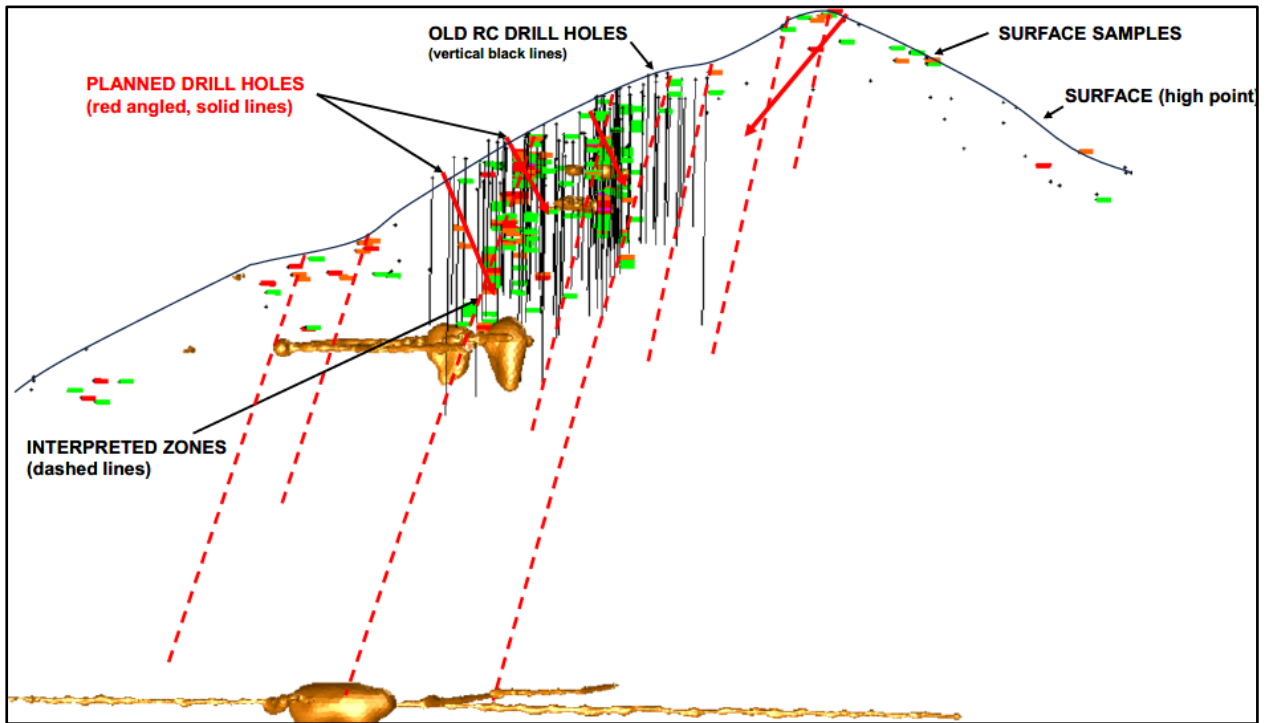 OLD RC DRILL HOLES
(vertical black lines)
SURFACE SAMPLES
PLANNED DRILL HOLES
(red angled, solid lines)
SURFACE (high point)
INTERPRETED ZONES
(dashed lines)